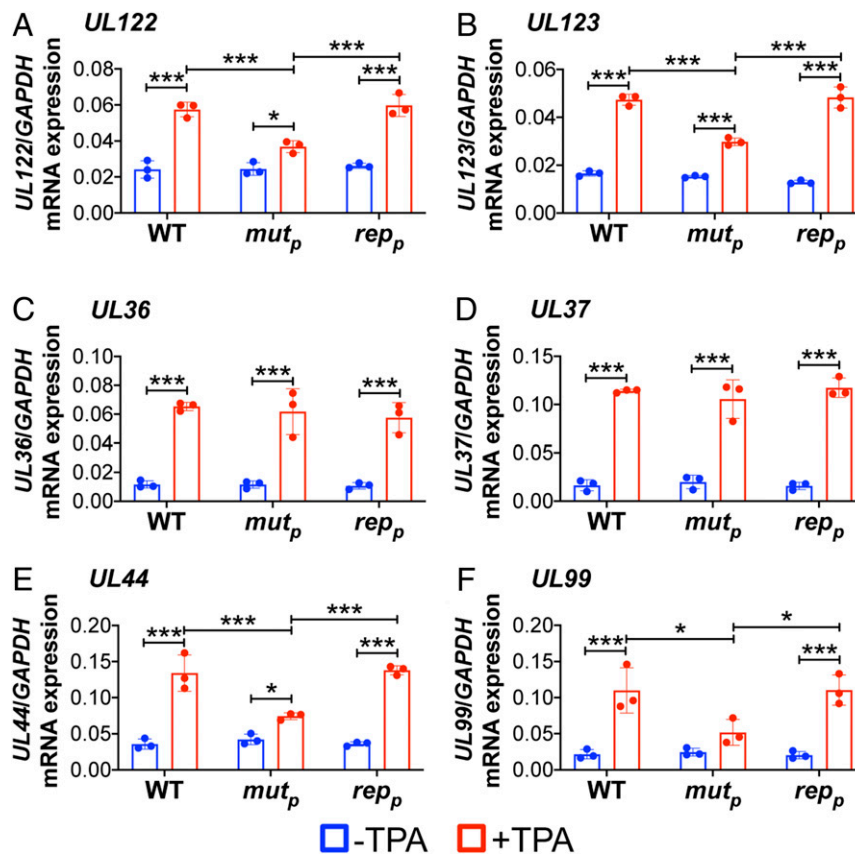 A UL122
UL122/GAPDH
mRNA expression
0.08
0.06
0.04
0.02
0.00
*** *** *** * ***
WT mutp repp
B UL123
UL123/GAPDH
mRNA expression
0.06
0.04
0.02
0.00
*** *** *** *** ***
WT mutp repp
C UL36
UL36/GAPDH
mRNA expression
0.10
0.08
0.06
0.04
0.02
0.00
*** *** ***
WT mutp repp
D UL37
UL37/GAPDH
mRNA expression
0.15
0.10
0.05
0.00
*** *** ***
WT mutp repp
E UL44
UL44/GAPDH
mRNA expression
0.20
0.15
0.10
0.05
0.00
*** *** *** * ***
WT mutp repp
F UL99
UL99/GAPDH
mRNA expression
0.20
0.15
0.10
0.05
0.00
*** * * ***
WT mutp repp
-TPA +TPA